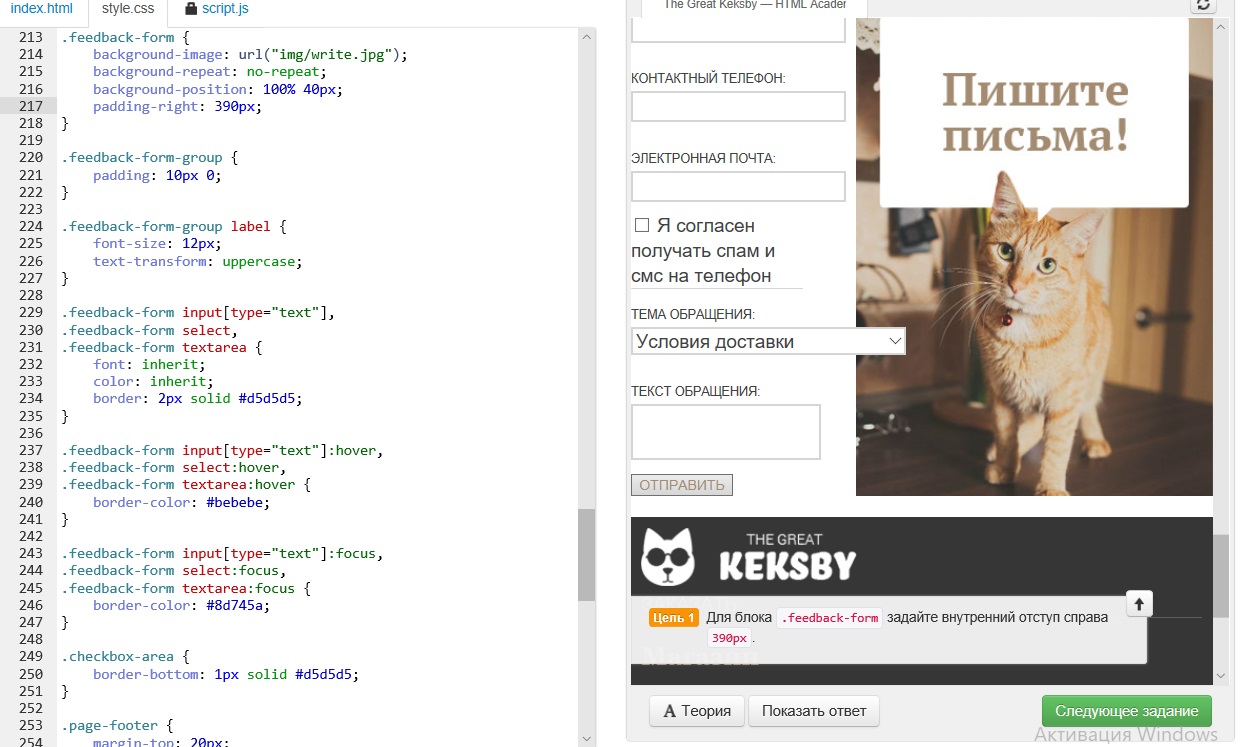 index.html style.css script.js
213 .feedback-form {
214 background-image: url("img/write.jpg");
215 background-repeat: no-repeat;
216 background-position: 100% 40px;
217 padding-right: 390px;
218 }
219
220 .feedback-form-group {
221 padding: 10px 0;
222 }
223
224 .feedback-form-group label {
225 font-size: 12px;
226 text-transform: uppercase;
227 }
228
229 .feedback-form input[type="text"],
230 .feedback-form select,
231 .feedback-form textarea {
232 font: inherit;
233 color: inherit;
234 border: 2px solid #d5d5d5;
235 }
236
237 .feedback-form input[type="text"]:hover,
238 .feedback-form select:hover,
239 .feedback-form textarea:hover {
240 border-color: #bebebe;
241 }
242
243 .feedback-form input[type="text"]:focus,
244 .feedback-form select:focus,
245 .feedback-form textarea:focus {
246 border-color: #8d745a;
247 }
248
249 .checkbox-area {
250 border-bottom: 1px solid #d5d5d5;
251 }
252
253 .page-footer {
254 margin-top: 20px;
The Great Keksby — HTML Academ
КОНТАКТНЫЙ ТЕЛЕФОН:
ЭЛЕКТРОННАЯ ПОЧТА:
Я согласен
получать спам и
смс на телефон
ТЕМА ОБРАЩЕНИЯ:
Условия доставки
ТЕКСТ ОБРАЩЕНИЯ:
ОТПРАВИТЬ
Пишите
письма!
THE GREAT
KEKSBY
Цель 1 Для блока .feedback-form задайте внутренний отступ справа
390px.
Магазин
Теория Показать ответ Следующее задание
Активация Windows